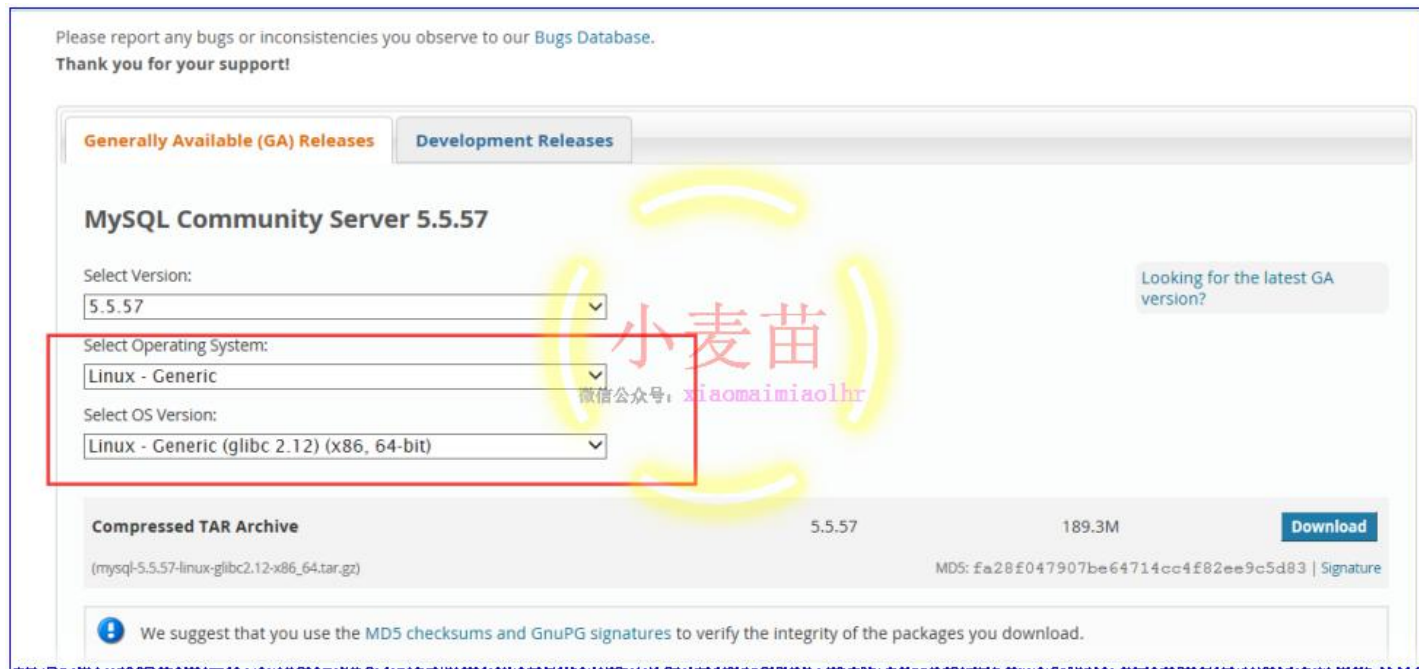 Please report any bugs or inconsistencies you observe to our Bugs Database.
Thank you for your support!
Generally Available (GA) Releases
Development Releases
MySQL Community Server 5.5.57
Select Version:
5.5.57
Looking for the latest GA
version?
Select Operating System:
Linux - Generic
Select OS Version:
Linux - Generic (glibc 2.12) (x86, 64-bit)
小麦苗
微信公众号：xiaomaimiaolhr
Compressed TAR Archive 5.5.57 189.3M Download
(mysql-5.5.57-linux-glibc2.12-x86_64.tar.gz) MD5: fa28f047907be64714cc4f82ee9c5d83 | Signature
We suggest that you use the MD5 checksums and GnuPG signatures to verify the integrity of the packages you download.